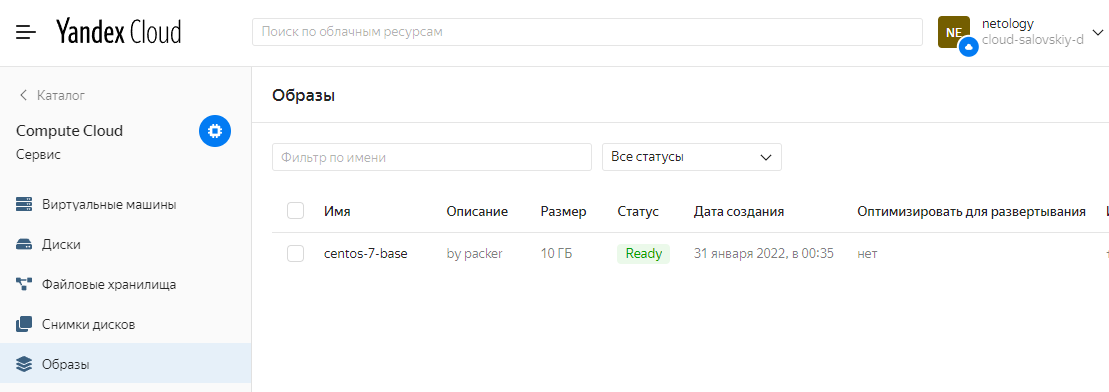 Yandex Cloud
Поиск по облачным ресурсам
NE
netology
cloud-salovskiy-d
Каталог
Compute Cloud
Сервис
Виртуальные машины
Диски
Файловые хранилища
Снимки дисков
Образы
Образы
Фильтр по имени
Все статусы
Имя Описание Размер Статус Дата создания Оптимизировать для развертывания
centos-7-base by packer 10 ГБ Ready 31 января 2022, в 00:35 нет